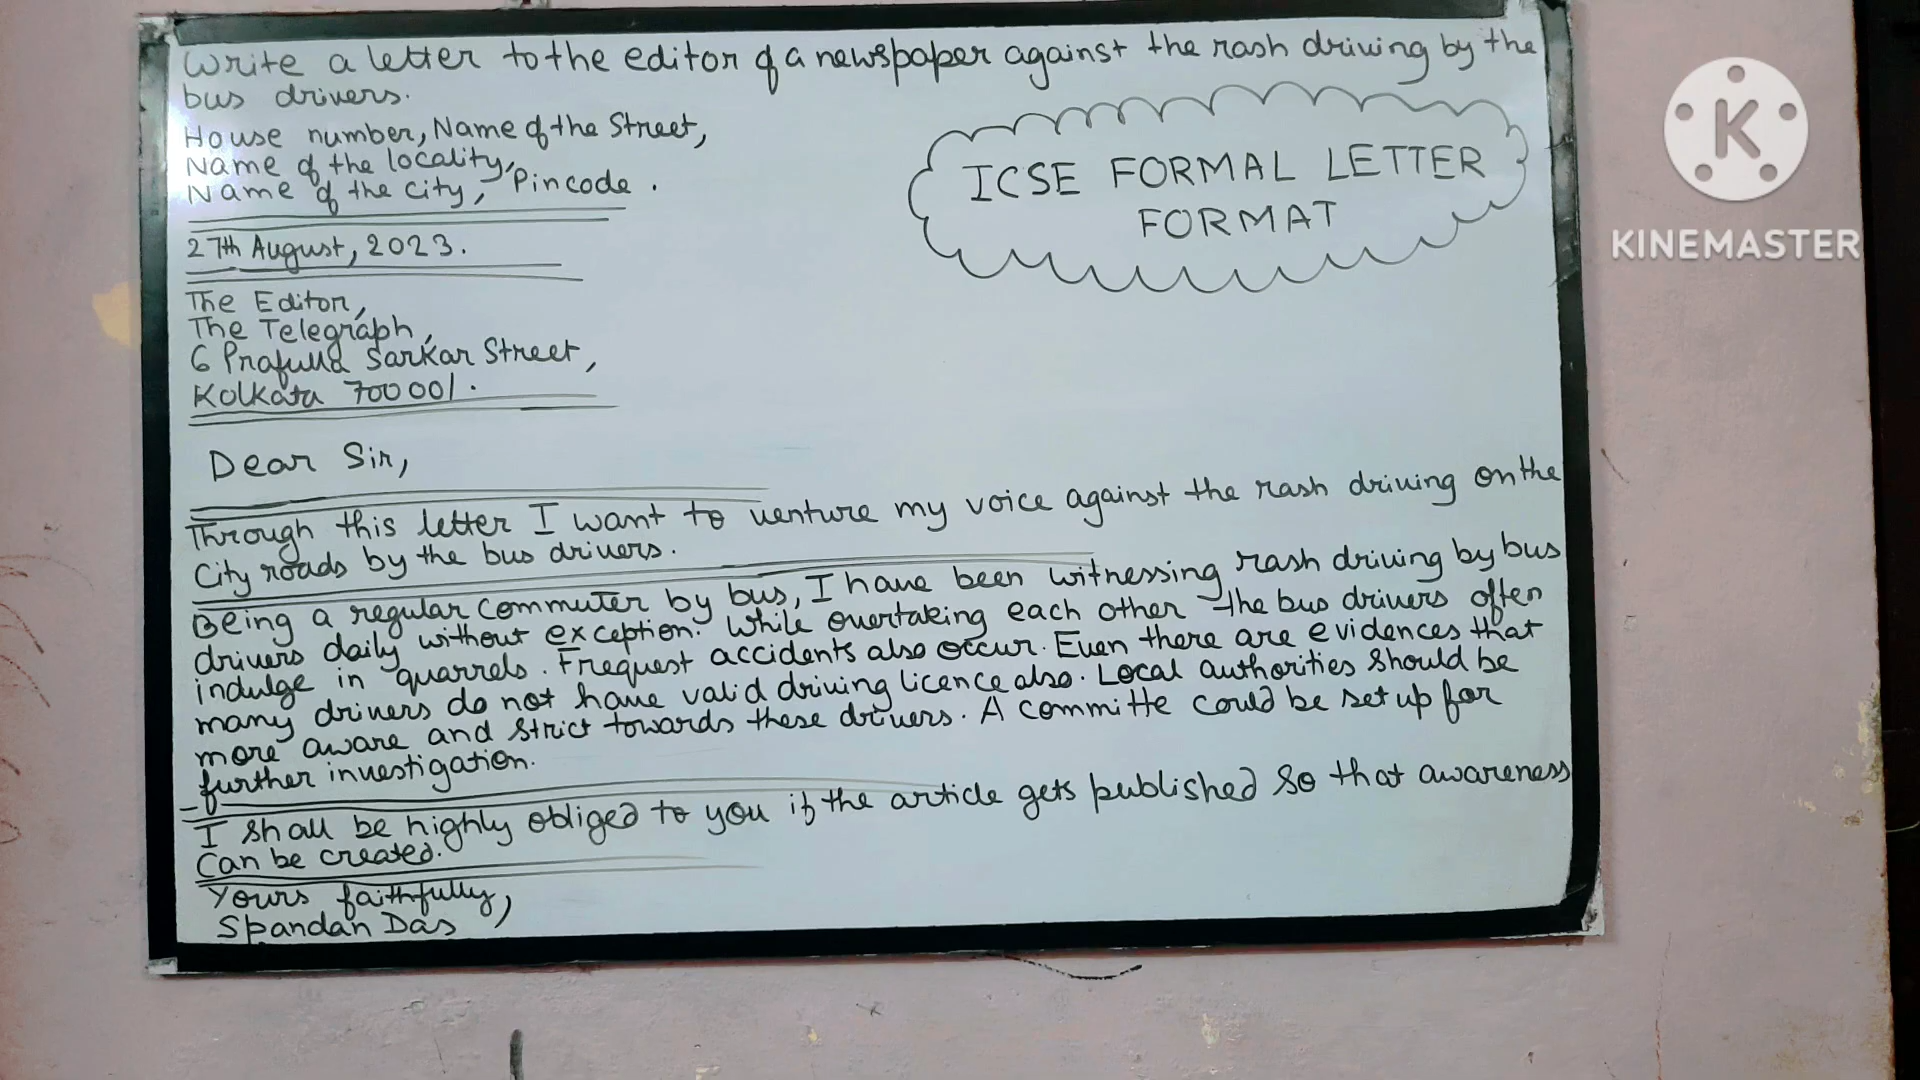 Write a letter to the editor of a newspaper against the rash driving by the
bus drivers.
House number, Name of the Street,
Name of the locality,
Name of the city, Pincode.
ICSE FORMAL LETTER
FORMAT
K
KINEMASTER
27th August, 2023.
The Editor,
The Telegraph,
6 Prafulla Sarkar Street,
Kolkata 700001.
Dear Sir,
Through this letter I want to venture my voice against the rash driving on the
City roads by the bus drivers.
Being a regular commuter by bus, I have been witnessing rash driving by bus
drivers daily without exception. While overtaking each other the bus drivers often
indulge in quarrels. Frequest accidents also occur. Even there are evidences that
many drivers do not have valid driving licence also. Local authorities should be
more aware and strict towards these drivers. A committe could be set up for
further investigation.
I shall be highly obliged to you if the article gets published so that awareness
Can be created.
Yours faithfully,
Spandan Das